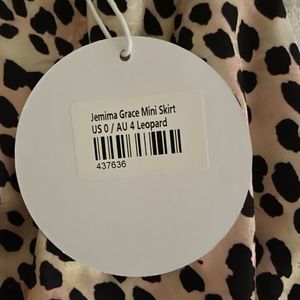 Jemima Grace Mini Skirt
US 0 / AU 4 Leopard
437636